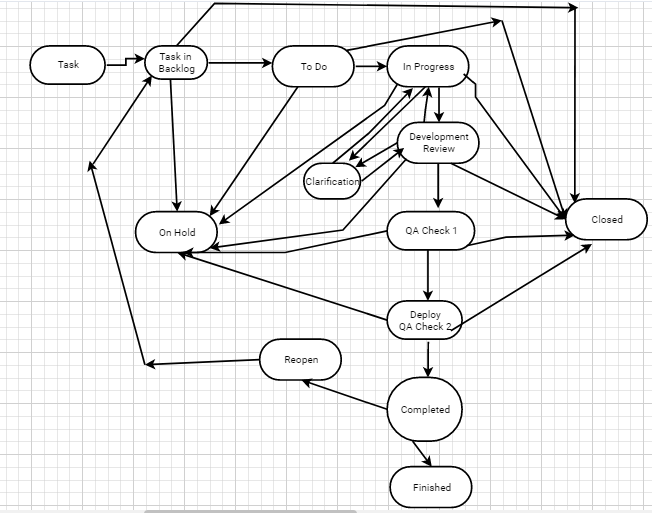 Task
Task in
Backlog
To Do
In Progress
Development
Review
Clarification
On Hold
QA Check 1
Closed
Deploy
QA Check 2
Reopen
Completed
Finished